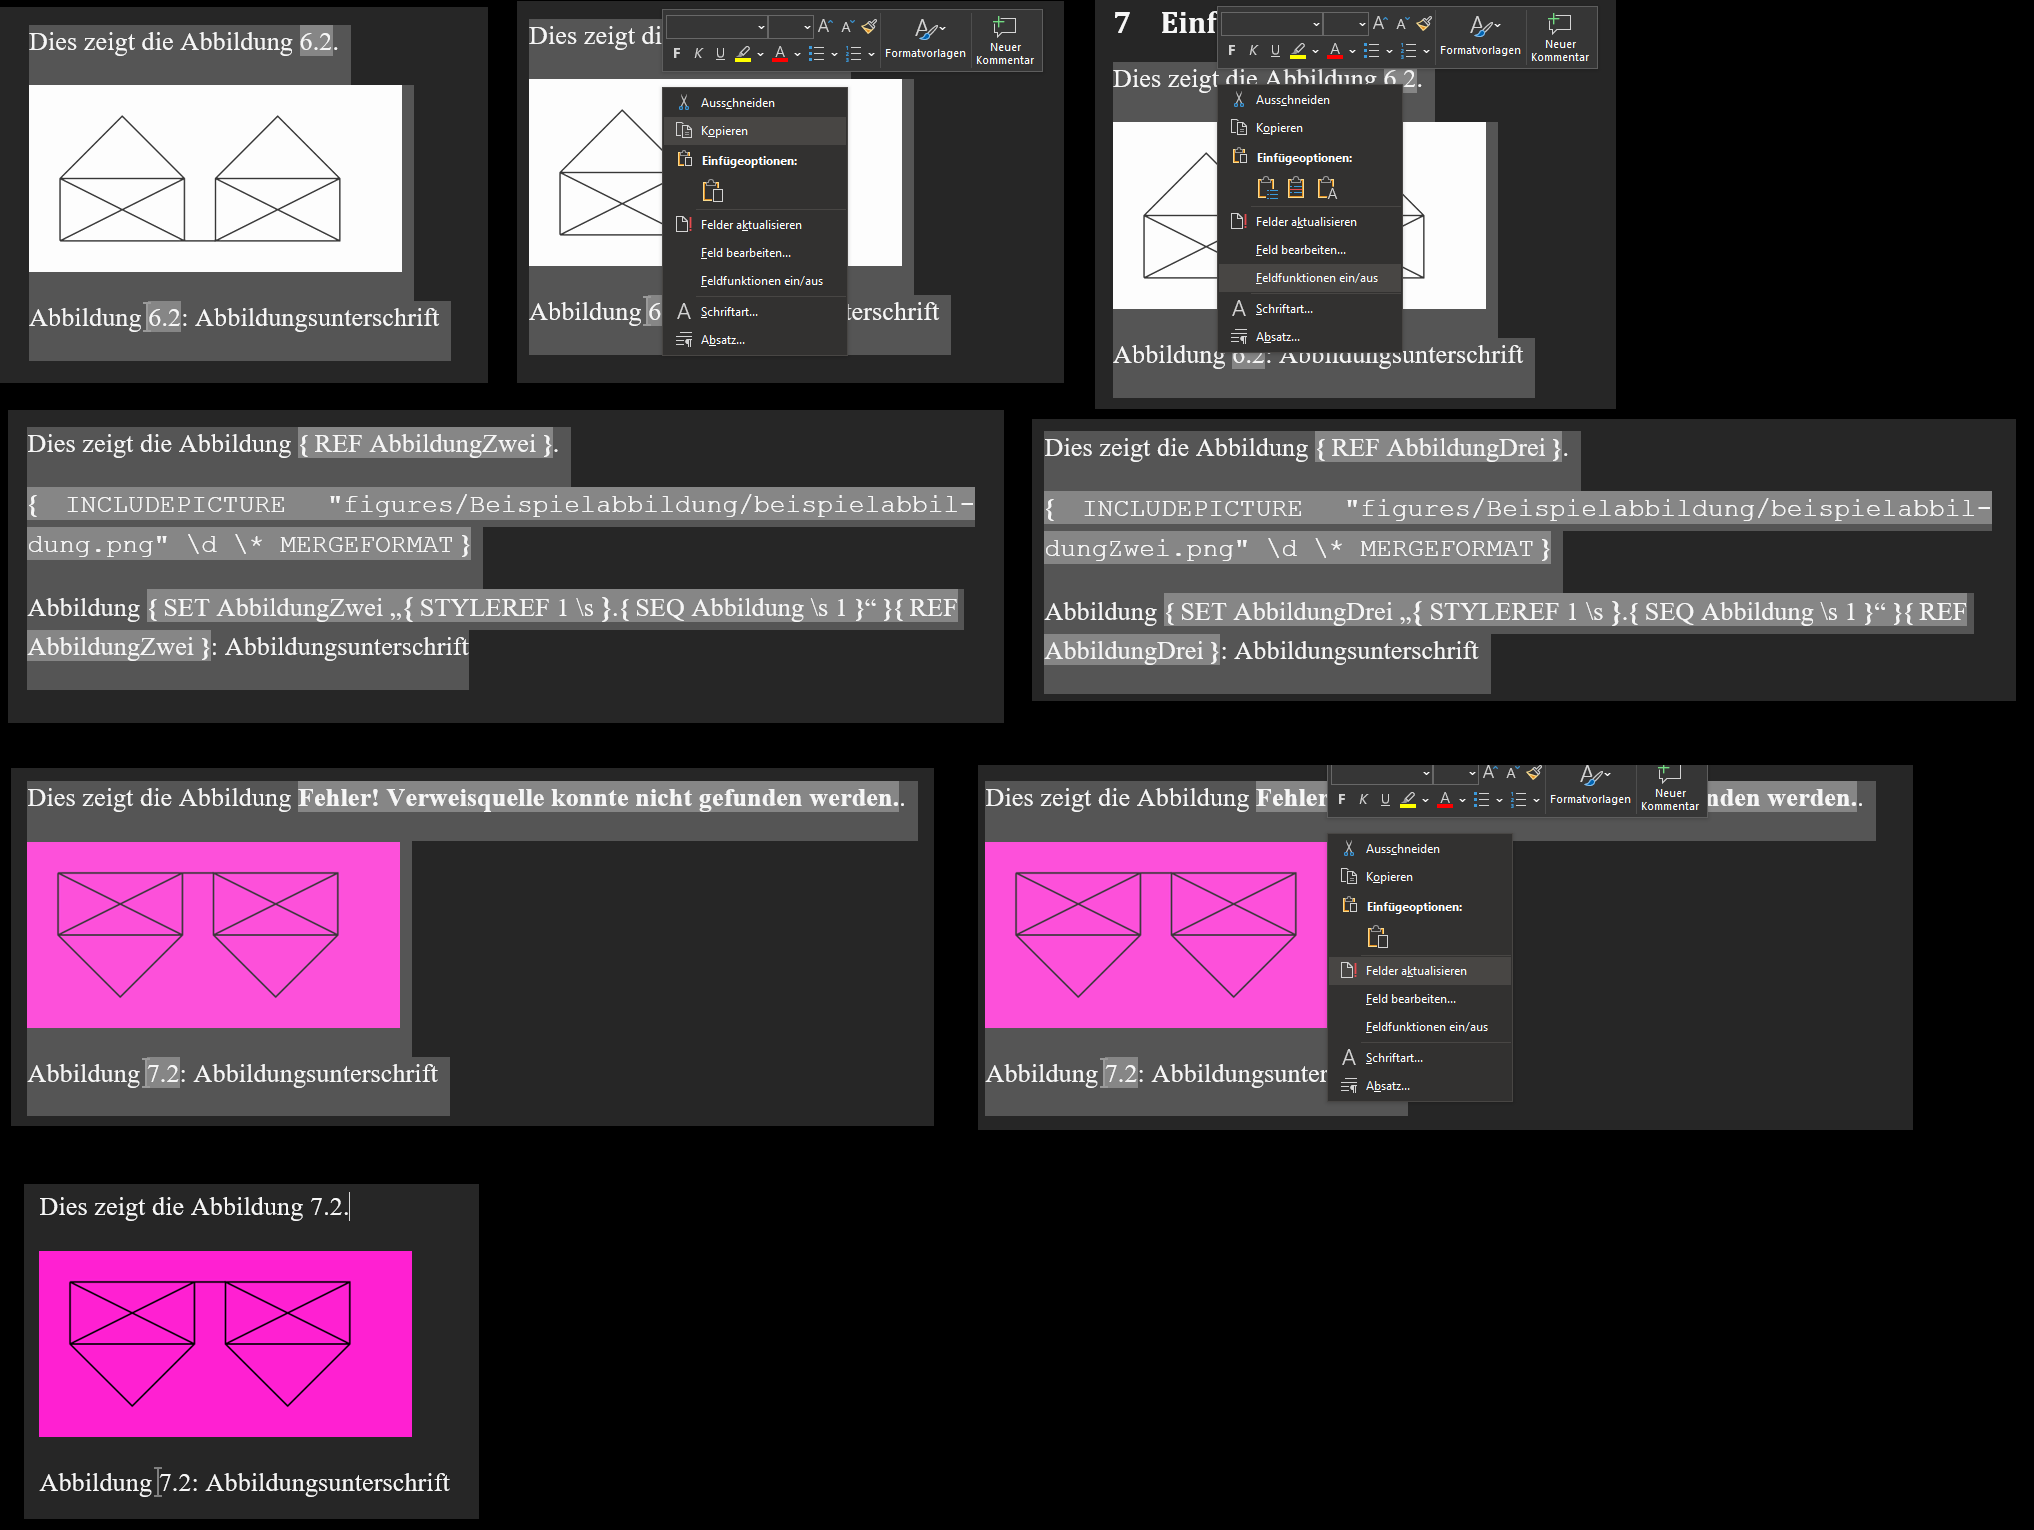 Dies zeigt die Abbildung 6.2.
Abbildung 6.2: Abbildungsunterschrift
Dies zeigt di
F K U A
Formatvorlagen
Neuer
Kommentar
Ausschneiden
Kopieren
Einfügeoptionen:
Felder aktualisieren
Feld bearbeiten...
Feldfunktionen ein/aus
Schriftart...
Absatz...
Abbildung 6 terschrift
7 Einf
F K U A
Formatvorlagen
Neuer
Kommentar
Dies zeigt die Abbildung 6.2.
Ausschneiden
Kopieren
Einfügeoptionen:
Felder aktualisieren
Feld bearbeiten...
Feldfunktionen ein/aus
Schriftart...
Absatz...
Abbildung 6.2: Abbildungsunterschrift
Dies zeigt die Abbildung { REF AbbildungZwei }.
{ INCLUDEPICTURE "figures/Beispielabbildung/beispielabbil-
dung.png" \d \* MERGEFORMAT }
Abbildung { SET AbbildungZwei „{ STYLEREF 1 \s }.{ SEQ Abbildung \s 1 }“ }{ REF
AbbildungZwei }: Abbildungsunterschrift
Dies zeigt die Abbildung { REF AbbildungDrei }.
{ INCLUDEPICTURE "figures/Beispielabbildung/beispielabbil-
dungZwei.png" \d \* MERGEFORMAT }
Abbildung { SET AbbildungDrei „{ STYLEREF 1 \s }.{ SEQ Abbildung \s 1 }“ }{ REF
AbbildungDrei }: Abbildungsunterschrift
Dies zeigt die Abbildung Fehler! Verweisquelle konnte nicht gefunden werden..
Abbildung 7.2: Abbildungsunterschrift
Dies zeigt die Abbildung Fehler nden werden..
F K U A
Formatvorlagen
Neuer
Kommentar
Ausschneiden
Kopieren
Einfügeoptionen:
Felder aktualisieren
Feld bearbeiten...
Feldfunktionen ein/aus
Schriftart...
Absatz...
Abbildung 7.2: Abbildungsunter
Dies zeigt die Abbildung 7.2.
Abbildung 7.2: Abbildungsunterschrift